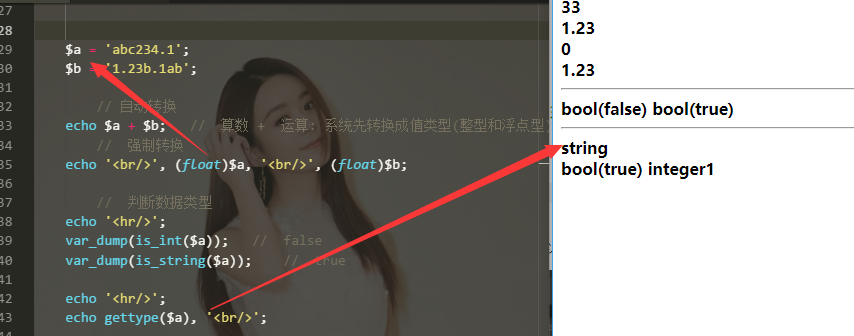 27
28
29 $a = 'abc234.1';
30 $b = '1.23b.1ab';
31
32 // 自动转换
33 echo $a + $b; // 算数 + 运算: 系统先转换成值类型(整型和浮点型)
34 // 强制转换
35 echo '<br/>', (float)$a, '<br/>', (float)$b;
36
37 // 判断数据类型
38 echo '<hr/>';
39 var_dump(is_int($a)); // false
40 var_dump(is_string($a)); // true
41
42 echo '<hr/>';
43 echo gettype($a), '<br/>';
33
1.23
0
1.23
bool(false) bool(true)
string
bool(true) integer1